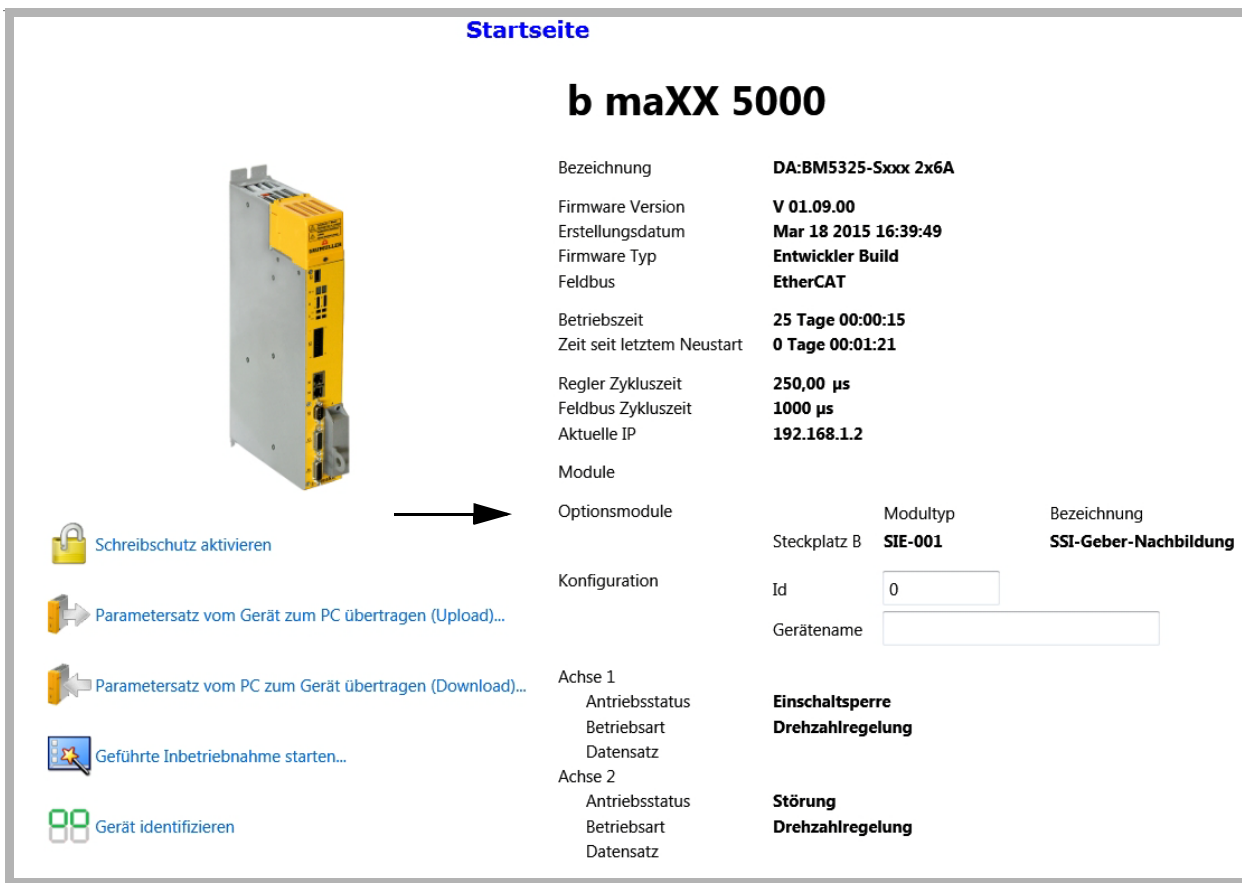 Startseite
b maXX 5000
Bezeichnung DA:BM5325-Sxxx 2x6A
Firmware Version V 01.09.00
Erstellungsdatum Mar 18 2015 16:39:49
Firmware Typ Entwickler Build
Feldbus EtherCAT
Betriebszeit 25 Tage 00:00:15
Zeit seit letztem Neustart 0 Tage 00:01:21
Regler Zykluszeit 250,00 µs
Feldbus Zykluszeit 1000 µs
Aktuelle IP 192.168.1.2
Module
Optionsmodule Modultyp Bezeichnung
Steckplatz B SIE-001 SSI-Geber-Nachbildung
Konfiguration Id 0
Gerätename
Achse 1
Antriebsstatus Einschaltsperre
Betriebsart Drehzahlregelung
Datensatz
Achse 2
Antriebsstatus Störung
Betriebsart Drehzahlregelung
Datensatz
Schreibschutz aktivieren
Parametersatz vom Gerät zum PC übertragen (Upload)...
Parametersatz vom PC zum Gerät übertragen (Download)...
Geführte Inbetriebnahme starten...
Gerät identifizieren